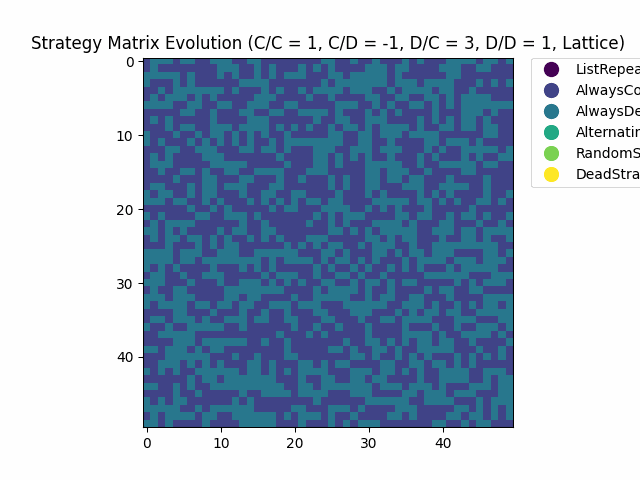 Strategy Matrix Evolution (C/C = 1, C/D = -1, D/C = 3, D/D = 1, Lattice)
0
10
20
30
40
0 10 20 30 40
ListRepea
AlwaysCo
AlwaysDe
Alternatin
RandomS
DeadStra